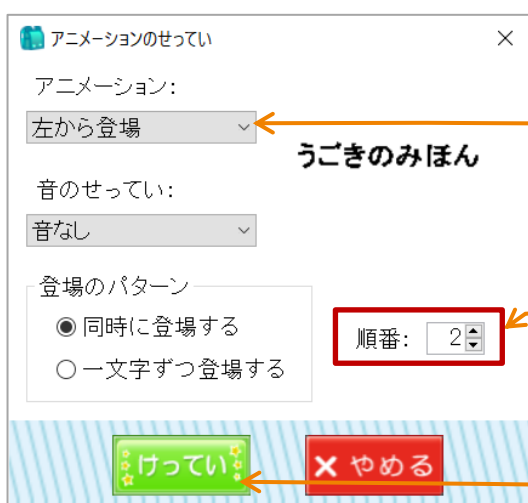 アニメーションのせってい
アニメーション:
左から登場
うごきのみほん
音のせってい:
音なし
登場のパターン
同時に登場する
順番: 2
一文字ずつ登場する
けってい
やめる